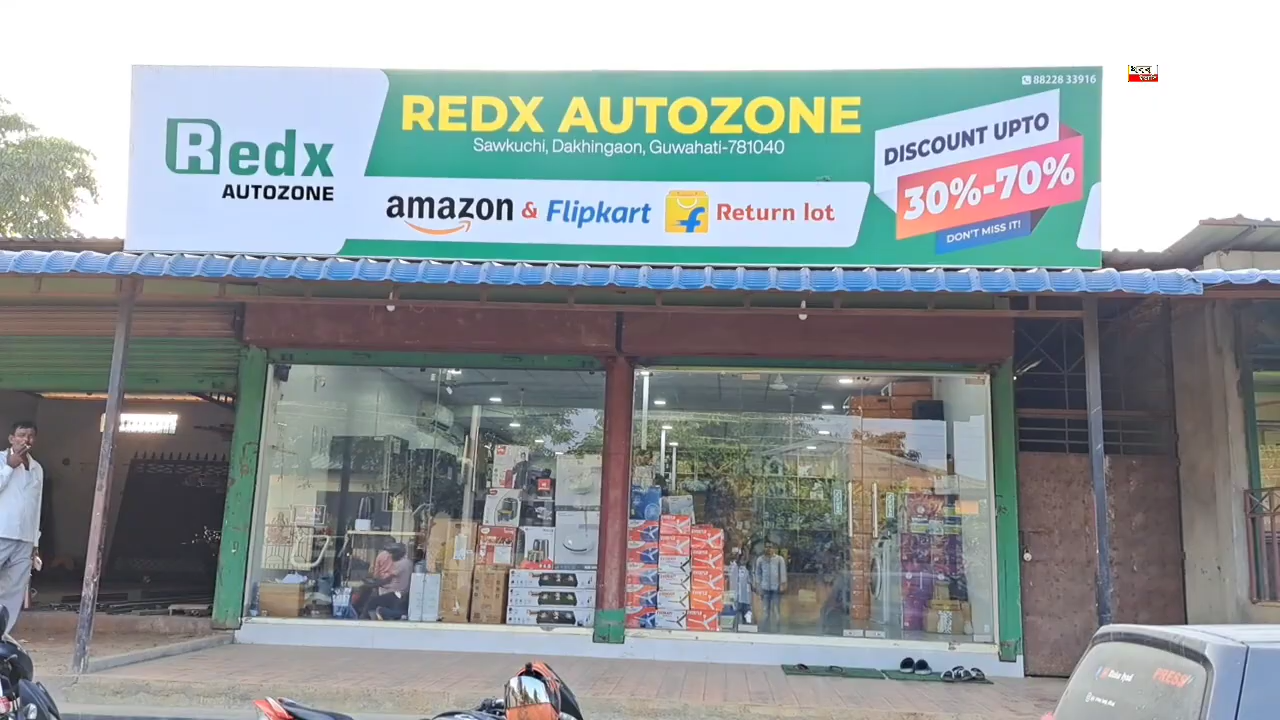 88228 33916
REDX AUTOZONE
Sawkuchi, Dakhingaon, Guwahati-781040
Redx
AUTOZONE
amazon & Flipkart Return lot
DISCOUNT UPTO
30%-70%
DON'T MISS IT!
PRESS